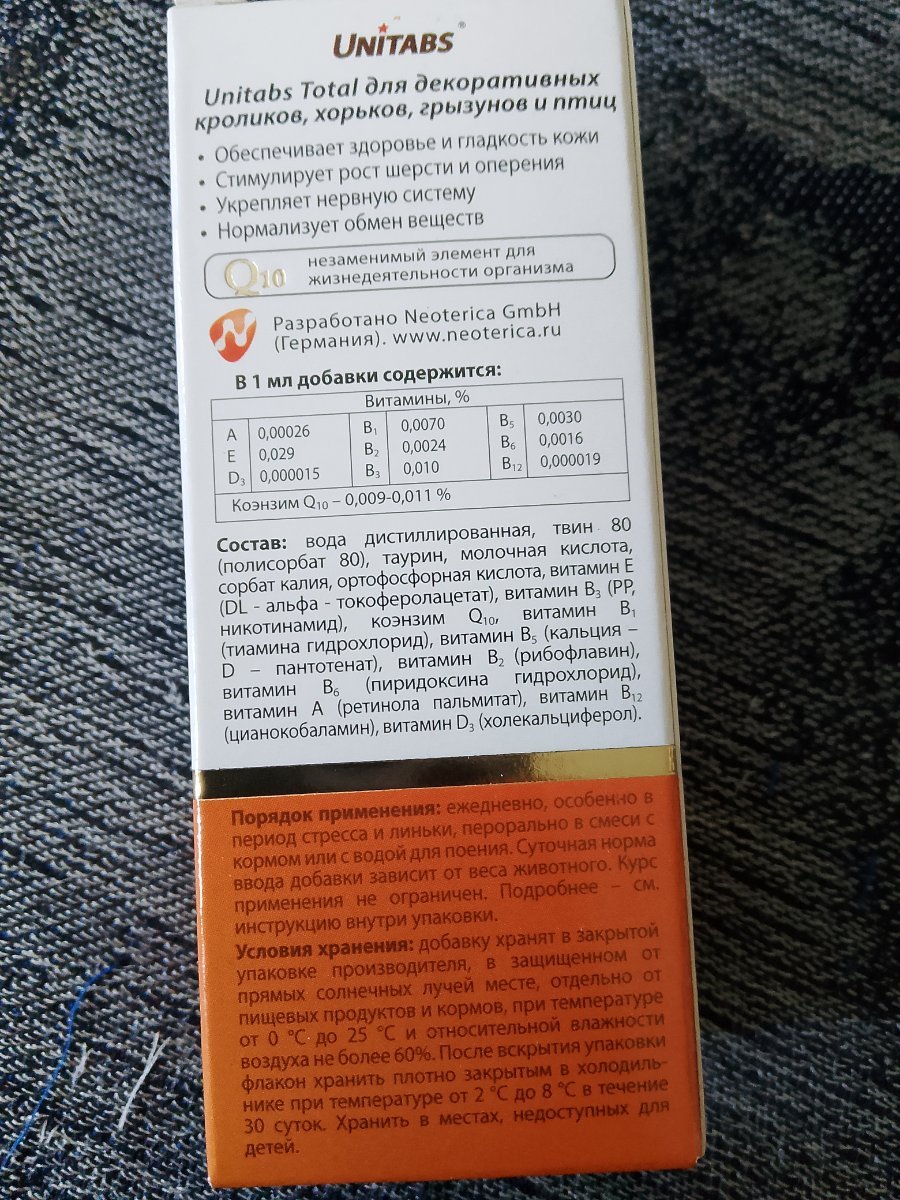 UNITABS®
Unitabs Total для декоративных
кроликов, хорьков, грызунов и птиц
• Обеспечивает здоровье и гладкость кожи
• Стимулирует рост шерсти и оперения
• Укрепляет нервную систему
• Нормализует обмен веществ
Q10 незаменимый элемент для
жизнедеятельности организма
Разработано Neoterica GmbH
(Германия). www.neoterica.ru
В 1 мл добавки содержится:
Витамины, %
A 0,00026 B₁ 0,0070 B₅ 0,0030
E 0,029 B₂ 0,0024 B₆ 0,0016
D₃ 0,000015 B₃ 0,010 B₁₂ 0,000019
Коэнзим Q₁₀ – 0,009-0,011 %
Состав: вода дистиллированная, твин 80
(полисорбат 80), таурин, молочная кислота,
сорбат калия, ортофосфорная кислота, витамин Е
(DL - альфа - токоферолацетат), витамин B₃ (PP,
никотинамид), коэнзим Q₁₀, витамин B₁
(тиамина гидрохлорид), витамин B₅ (кальция –
D – пантотенат), витамин B₂ (рибофлавин),
витамин B₆ (пиридоксина гидрохлорид),
витамин А (ретинола пальмитат), витамин B₁₂
(цианокобаламин), витамин D₃ (холекальциферол).
Порядок применения: ежедневно, особенно в
период стресса и линьки, перорально в смеси с
кормом или с водой для поения. Суточная норма
ввода добавки зависит от веса животного. Курс
применения не ограничен. Подробнее – см.
инструкцию внутри упаковки.
Условия хранения: добавку хранят в закрытой
упаковке производителя, в защищенном от
прямых солнечных лучей месте, отдельно от
пищевых продуктов и кормов, при температуре
от 0 °С до 25 °С и относительной влажности
воздуха не более 60%. После вскрытия упаковки
флакон хранить плотно закрытым в холодиль-
нике при температуре от 2 °С до 8 °С в течение
30 суток. Хранить в местах, недоступных для
детей.